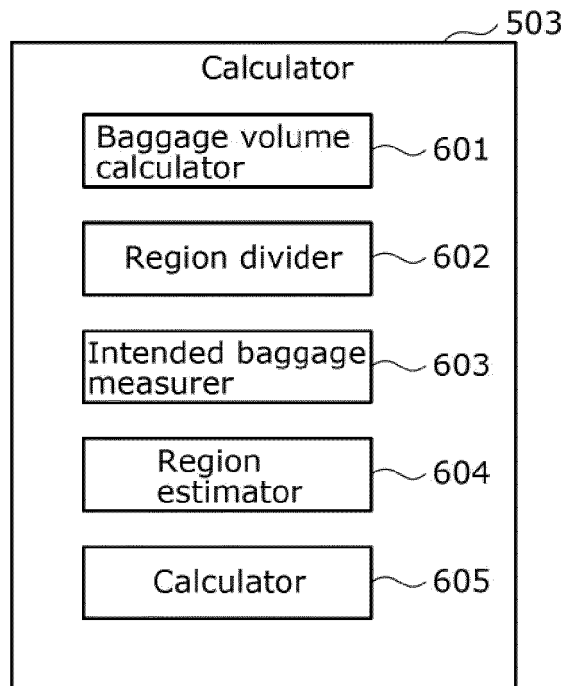 503
Calculator
Baggage volume
calculator
601
Region divider
602
Intended baggage
measurer
603
Region
estimator
604
Calculator
605